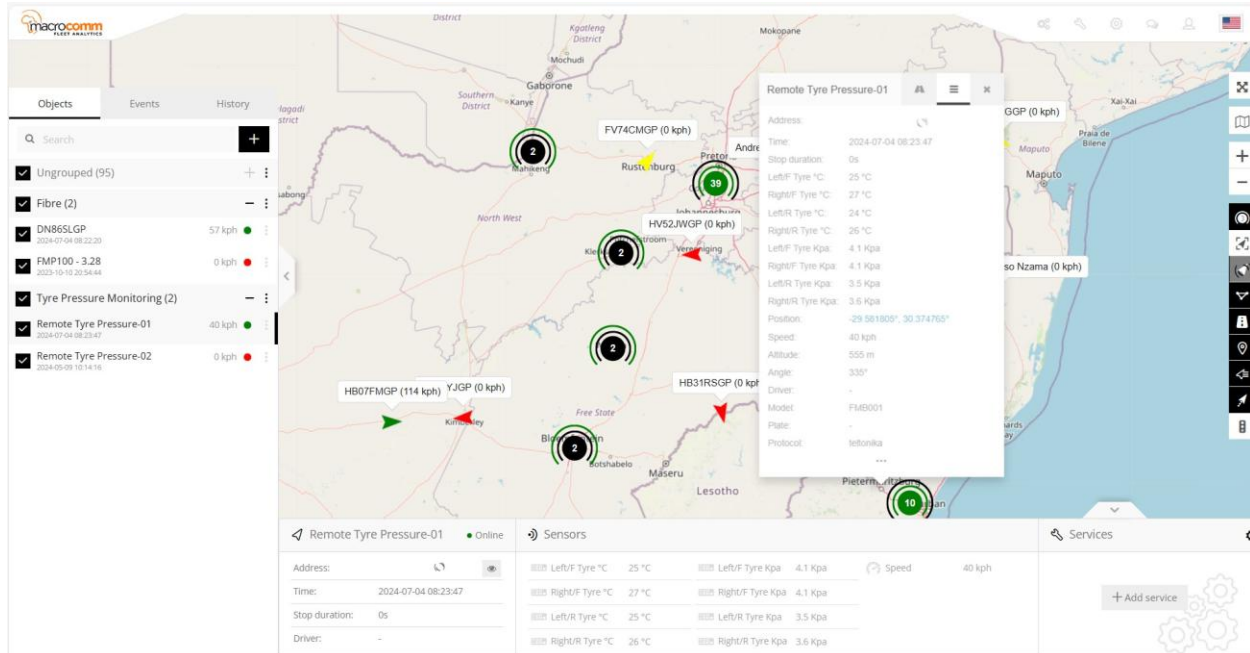 macrocomm
FLEET ANALYTICS
Objects
Events
History
Search
Ungrouped (95)
Fibre (2)
DN86SLGP
2024-07-04 08:22:20
57 kph
FMP100 - 3.28
2023-10-10 20:54:44
0 kph
Tyre Pressure Monitoring (2)
Remote Tyre Pressure-01
2024-07-04 08:23:47
40 kph
Remote Tyre Pressure-02
2024-05-09 10:14:16
0 kph
District
Kgatleng
District
Mokopane
Mochudi
Gaborone
Southern
District
Kanye
Mahikeng
2
FV74CMGP (0 kph)
Rustenburg
Andre
39
Johannesburg
North West
HV52JWGP (0 kph)
2
Vereeniging
2
HB07FMGP (114 kph)
YJGP (0 kph)
HB31RSGP (0 kph
Free State
2
Botshabelo
Maseru
Lesotho
10
GGP (0 kph)
Xai-Xai
Praia de
Bilene
Maputo
Maputo
so Nzama (0 kph)
Remote Tyre Pressure-01
Address:
Time: 2024-07-04 08:23:47
Stop duration: 0s
Left/F Tyre °C: 25 °C
Right/F Tyre °C: 27 °C
Left/R Tyre °C: 24 °C
Right/R Tyre °C: 26 °C
Left/F Tyre Kpa: 4.1 Kpa
Right/F Tyre Kpa: 4.1 Kpa
Left/R Tyre Kpa: 3.5 Kpa
Right/R Tyre Kpa: 3.6 Kpa
Position: -29.581805°, 30.374765°
Speed: 40 kph
Altitude: 555 m
Angle: 335°
Driver: -
Model: FMB001
Plate: -
Protocol: teltonika
...
Remote Tyre Pressure-01
Online
Address:
Time: 2024-07-04 08:23:47
Stop duration: 0s
Driver: -
Sensors
Left/F Tyre °C 25 °C
Right/F Tyre °C 27 °C
Left/R Tyre °C 25 °C
Right/R Tyre °C 26 °C
Left/F Tyre Kpa 4.1 Kpa
Right/F Tyre Kpa 4.1 Kpa
Left/R Tyre Kpa 3.5 Kpa
Right/R Tyre Kpa 3.6 Kpa
Speed 40 kph
Services
+ Add service